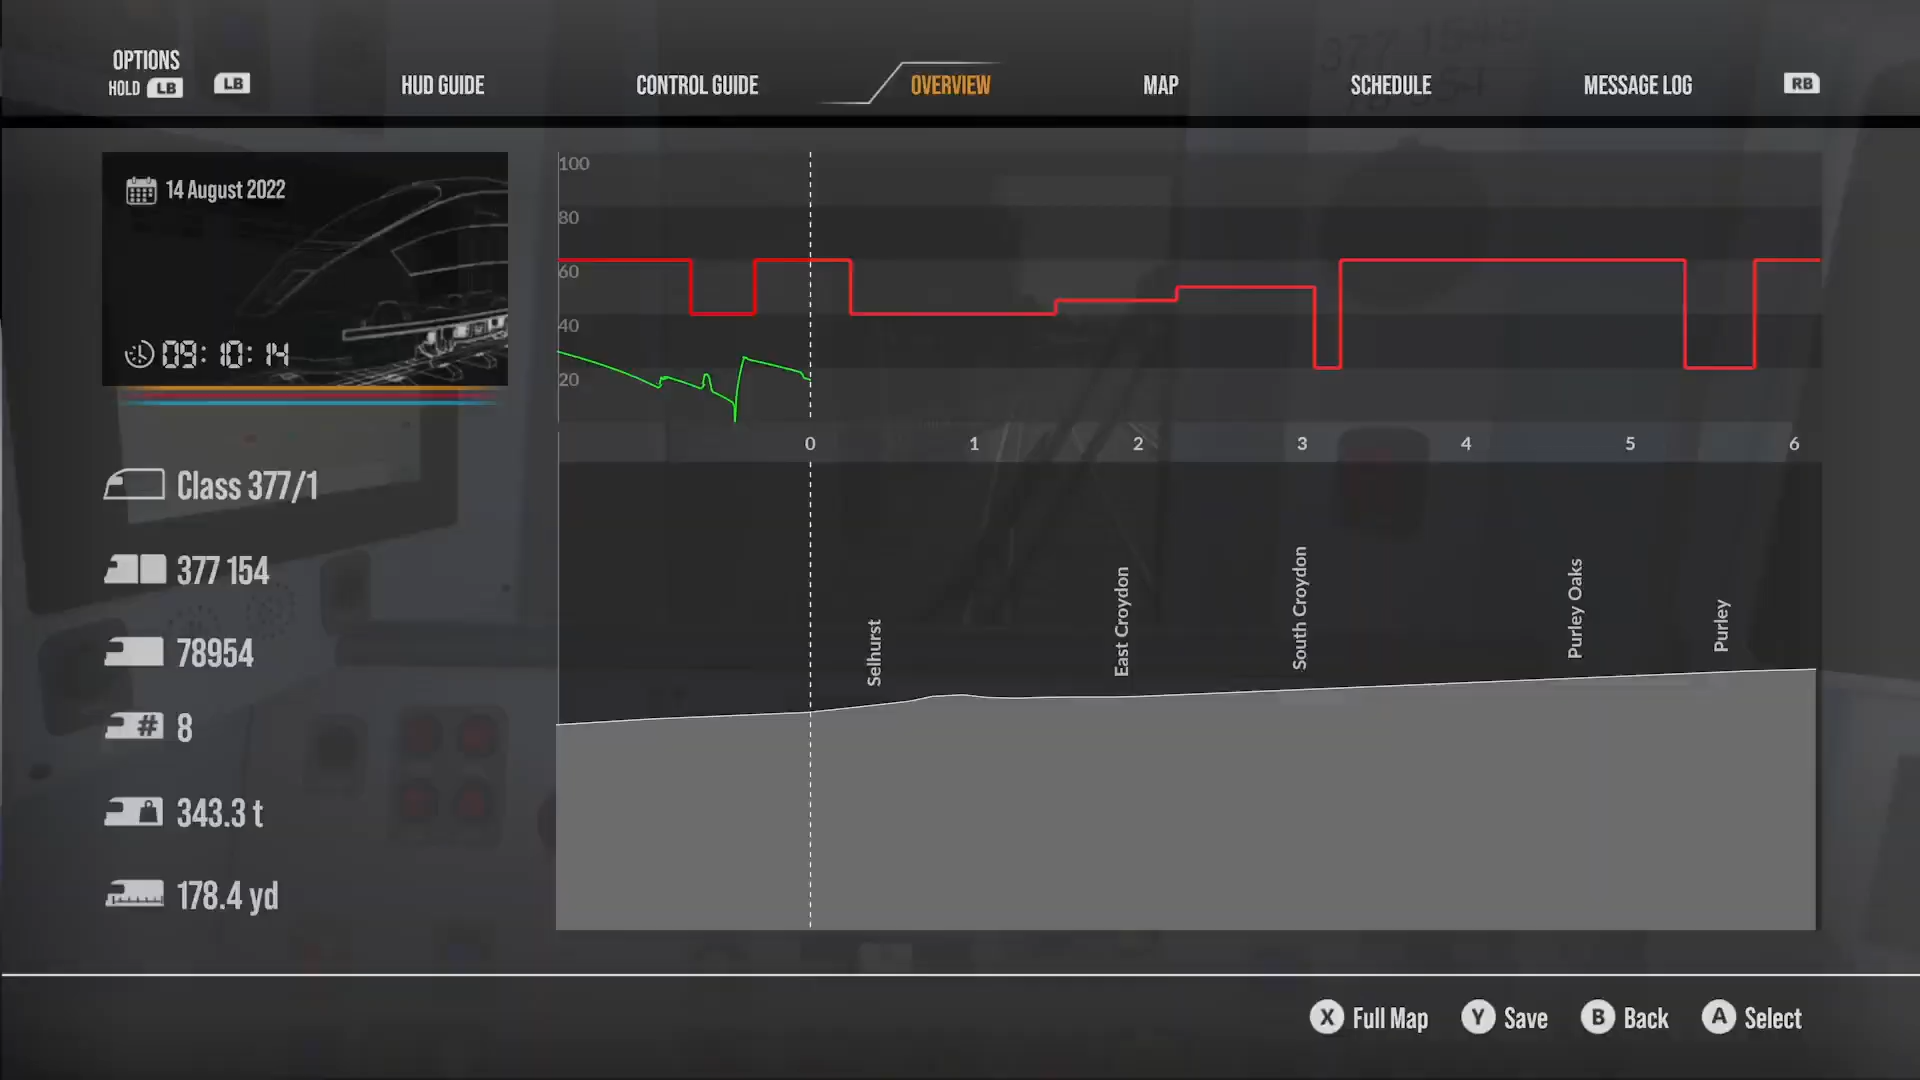 OPTIONS
HOLD LB
LB
HUD GUIDE
CONTROL GUIDE
OVERVIEW
MAP
SCHEDULE
MESSAGE LOG
RB
14 August 2022
09:10:14
Class 377/1
377 154
78954
# 8
343.3 t
178.4 yd
100
80
60
40
20
0 1 2 3 4 5 6
Selhurst
East Croydon
South Croydon
Purley Oaks
Purley
X Full Map
Y Save
B Back
A Select